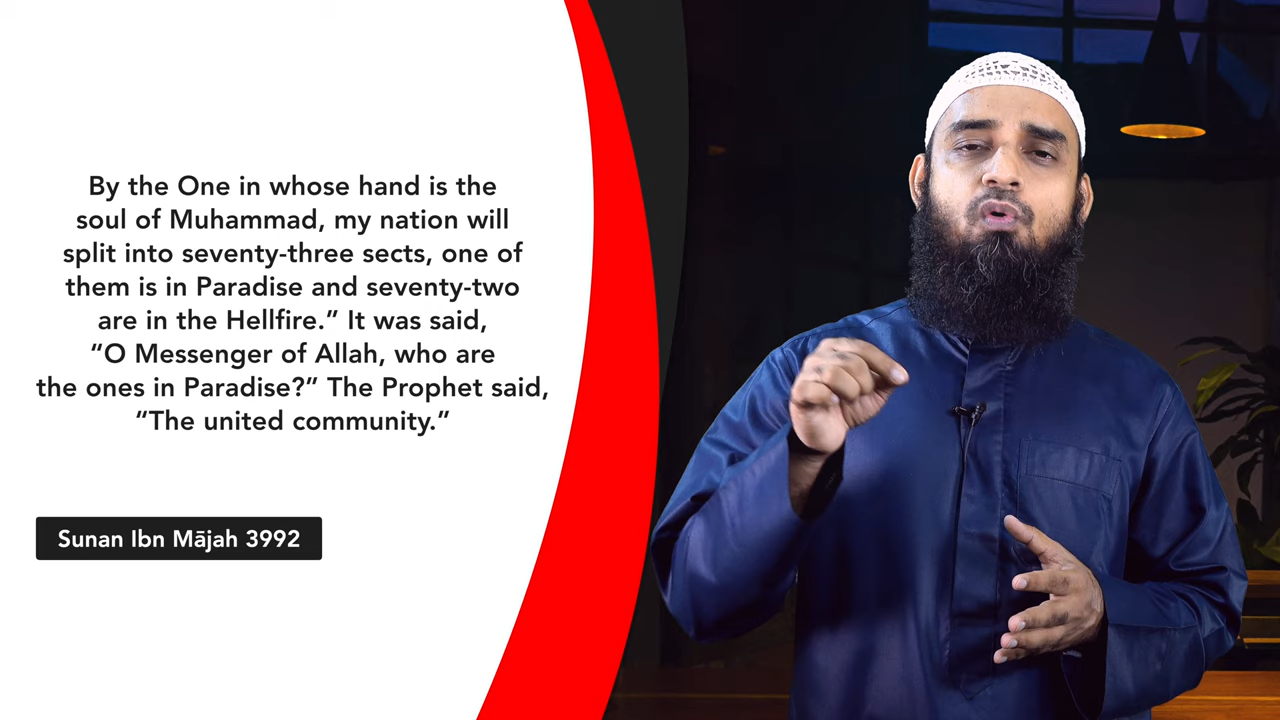 By the One in whose hand is the
soul of Muhammad, my nation will
split into seventy-three sects, one of
them is in Paradise and seventy-two
are in the Hellfire.” It was said,
“O Messenger of Allah, who are
the ones in Paradise?” The Prophet said,
“The united community.”
Sunan Ibn Mājah 3992